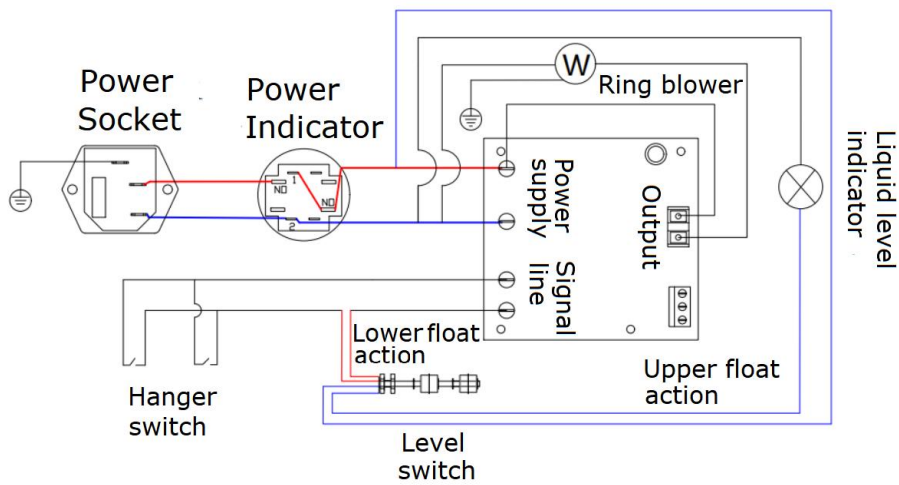 Power
Socket
Power
Indicator
NO
1
NO
2
W
Ring blower
Power
supply
Output
Signal
line
Liquid level
indicator
Lower float
action
Upper float
action
Hanger
switch
Level
switch